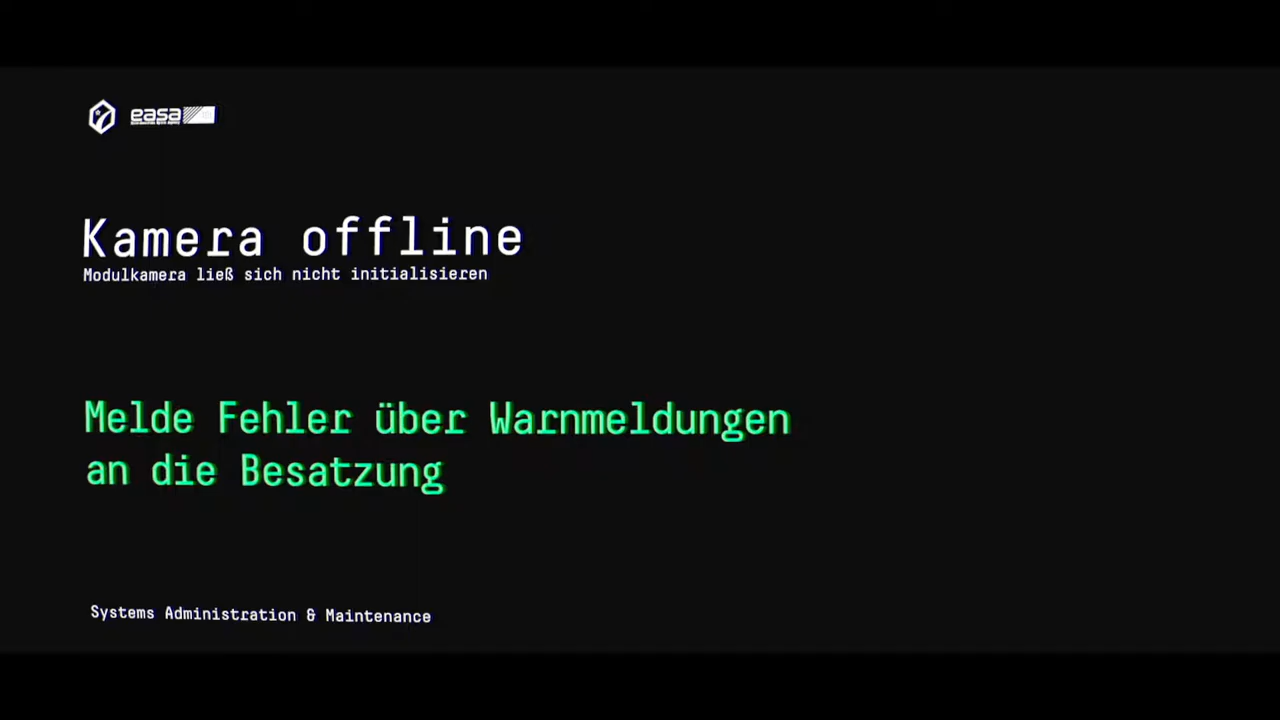 easa
Kamera offline
Modulkamera ließ sich nicht initialisieren
Melde Fehler über Warnmeldungen
an die Besatzung
Systems Administration & Maintenance